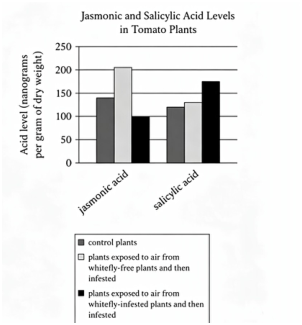 Jasmonic and Salicylic Acid Levels
in Tomato Plants
Acid level (nanograms
per gram of dry weight)
250
200
150
100
50
0
jasmonic acid
salicylic acid
control plants
plants exposed to air from
whitefly-free plants and then
infested
plants exposed to air from
whitefly-infested plants and then
infested